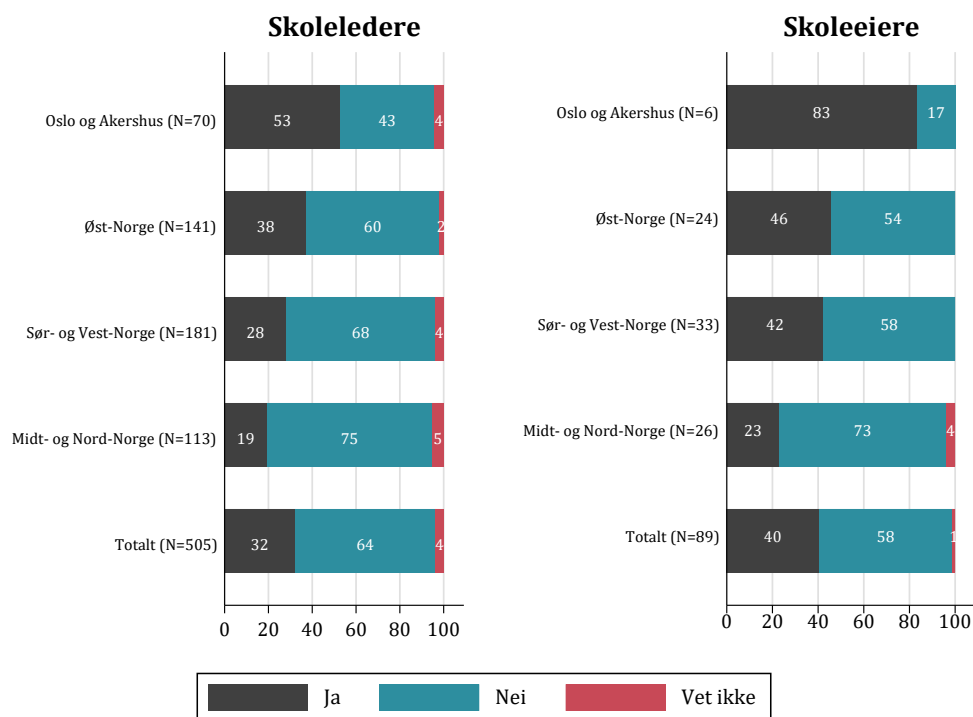 Skoleledere
Oslo og Akershus (N=70) 53 43 4
Øst-Norge (N=141) 38 60 2
Sør- og Vest-Norge (N=181) 28 68 4
Midt- og Nord-Norge (N=113) 19 75 5
Totalt (N=505) 32 64 4
0 20 40 60 80 100
Skoleeiere
Oslo og Akershus (N=6) 83 17
Øst-Norge (N=24) 46 54
Sør- og Vest-Norge (N=33) 42 58
Midt- og Nord-Norge (N=26) 23 73 4
Totalt (N=89) 40 58 1
0 20 40 60 80 100
Ja Nei Vet ikke